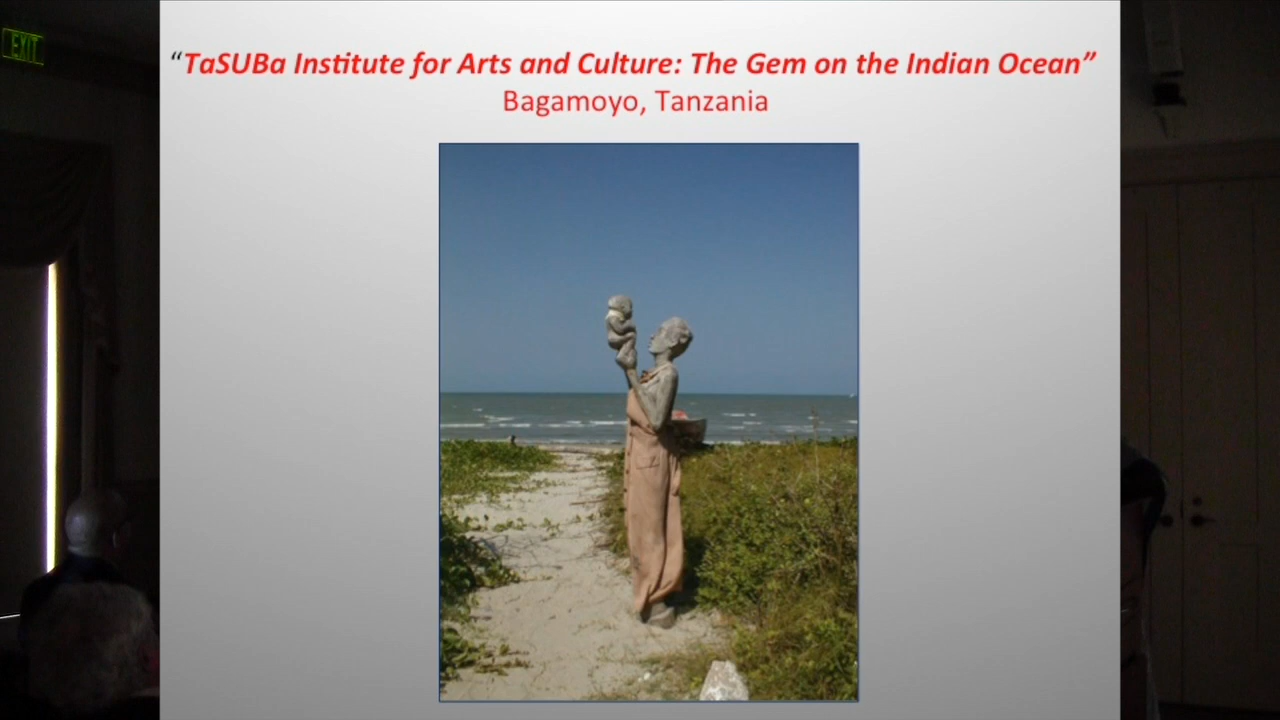 EXIT
“TaSUBa Institute for Arts and Culture: The Gem on the Indian Ocean”
Bagamoyo, Tanzania